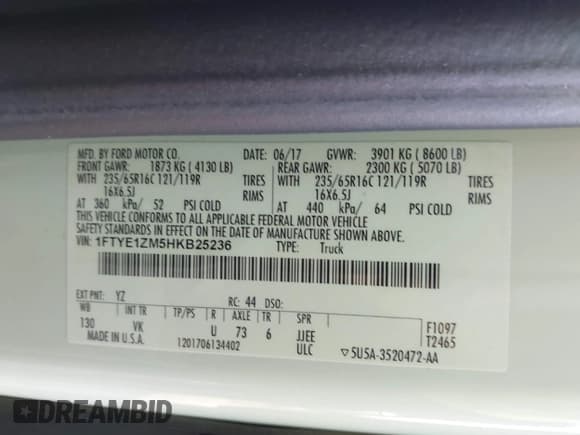 MFD. BY FORD MOTOR CO. DATE: 06/17 GVWR: 3901 KG ( 8600 LB)
FRONT GAWR: 1873 KG ( 4130 LB) REAR GAWR: 2300 KG ( 5070 LB)
WITH 235/65R16C 121/119R TIRES WITH 235/65R16C 121/119R TIRES
16X6.5J RIMS 16X6.5J RIMS
AT 360 kPa/ 52 PSI COLD AT 440 kPa/ 64 PSI COLD
THIS VEHICLE CONFORMS TO ALL APPLICABLE FEDERAL MOTOR VEHICLE
SAFETY STANDARDS IN EFFECT ON THE DATE OF MANUFACTURE SHOWN ABOVE.
VIN: 1FTYE1ZM5HKB25236 TYPE: Truck
EXT PNT: YZ RC: 44 DSO:
WB INT TR TP/PS R AXLE TR SPR
130 VK U 73 6 JJEE F1097
MADE IN U.S.A. 1201706134402 ULC T2465
▽5U5A-3520472-AA
DREAMBID